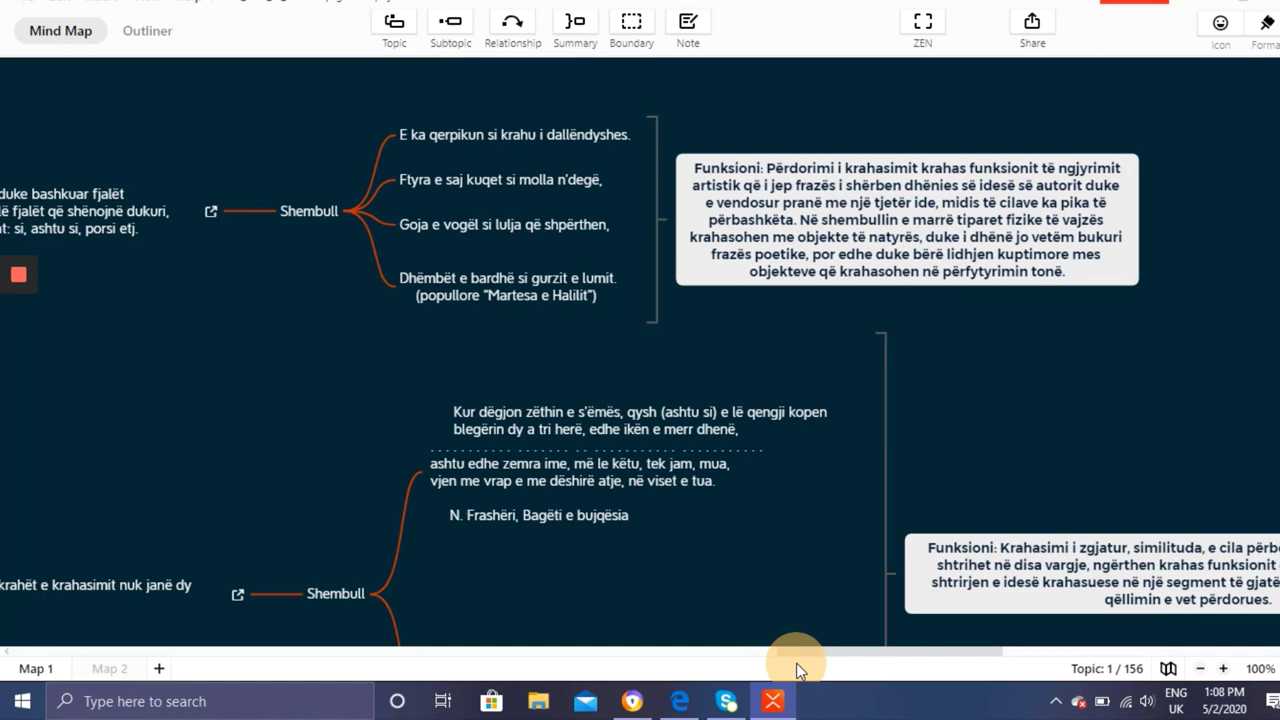 Mind Map
Outliner
Topic
Subtopic
Relationship
Summary
Boundary
Note
ZEN
Share
Icon
Forma
duke bashkuar fjalët
lë fjalët që shënojnë dukuri,
t: si, ashtu si, porsi etj.
Shembull
E ka qerpikun si krahu i dallëndyshes.
Ftyra e saj kuqet si molla n'degë,
Goja e vogël si lulja që shpërthen,
Dhëmbët e bardhë si gurzit e lumit.
(popullore "Martesa e Halilit")
Funksioni: Përdorimi i krahasimit krahas funksionit të ngjyrimit
artistik që i jep frazës i shërben dhënies së idesë së autorit duke
e vendosur pranë me një tjetër ide, midis të cilave ka pika të
përbashkëta. Në shembullin e marrë tiparet fizike të vajzës
krahasohen me objekte të natyrës, duke i dhënë jo vetëm bukuri
frazës poetike, por edhe duke bërë lidhjen kuptimore mes
objekteve që krahasohen në përfytyrimin tonë.
Kur dëgjon zëthin e s'ëmës, qysh (ashtu si) e lë qengji kopen
blegërin dy a tri herë, edhe ikën e merr dhenë,
ashtu edhe zemra ime, më le këtu, tek jam, mua,
vjen me vrap e me dëshirë atje, në viset e tua.
N. Frashëri, Bagëti e bujqësia
krahët e krahasimit nuk janë dy
Shembull
Funksioni: Krahasimi i zgjatur, similituda, e cila përb
shtrihet në disa vargje, ngërthen krahas funksionit
shtrirjen e idesë krahasuese në një segment të gjatë
qëllimin e vet përdorues.
Map 1
Map 2
Topic: 1 / 156
100%
Type here to search
ENG
UK
1:08 PM
5/2/2020